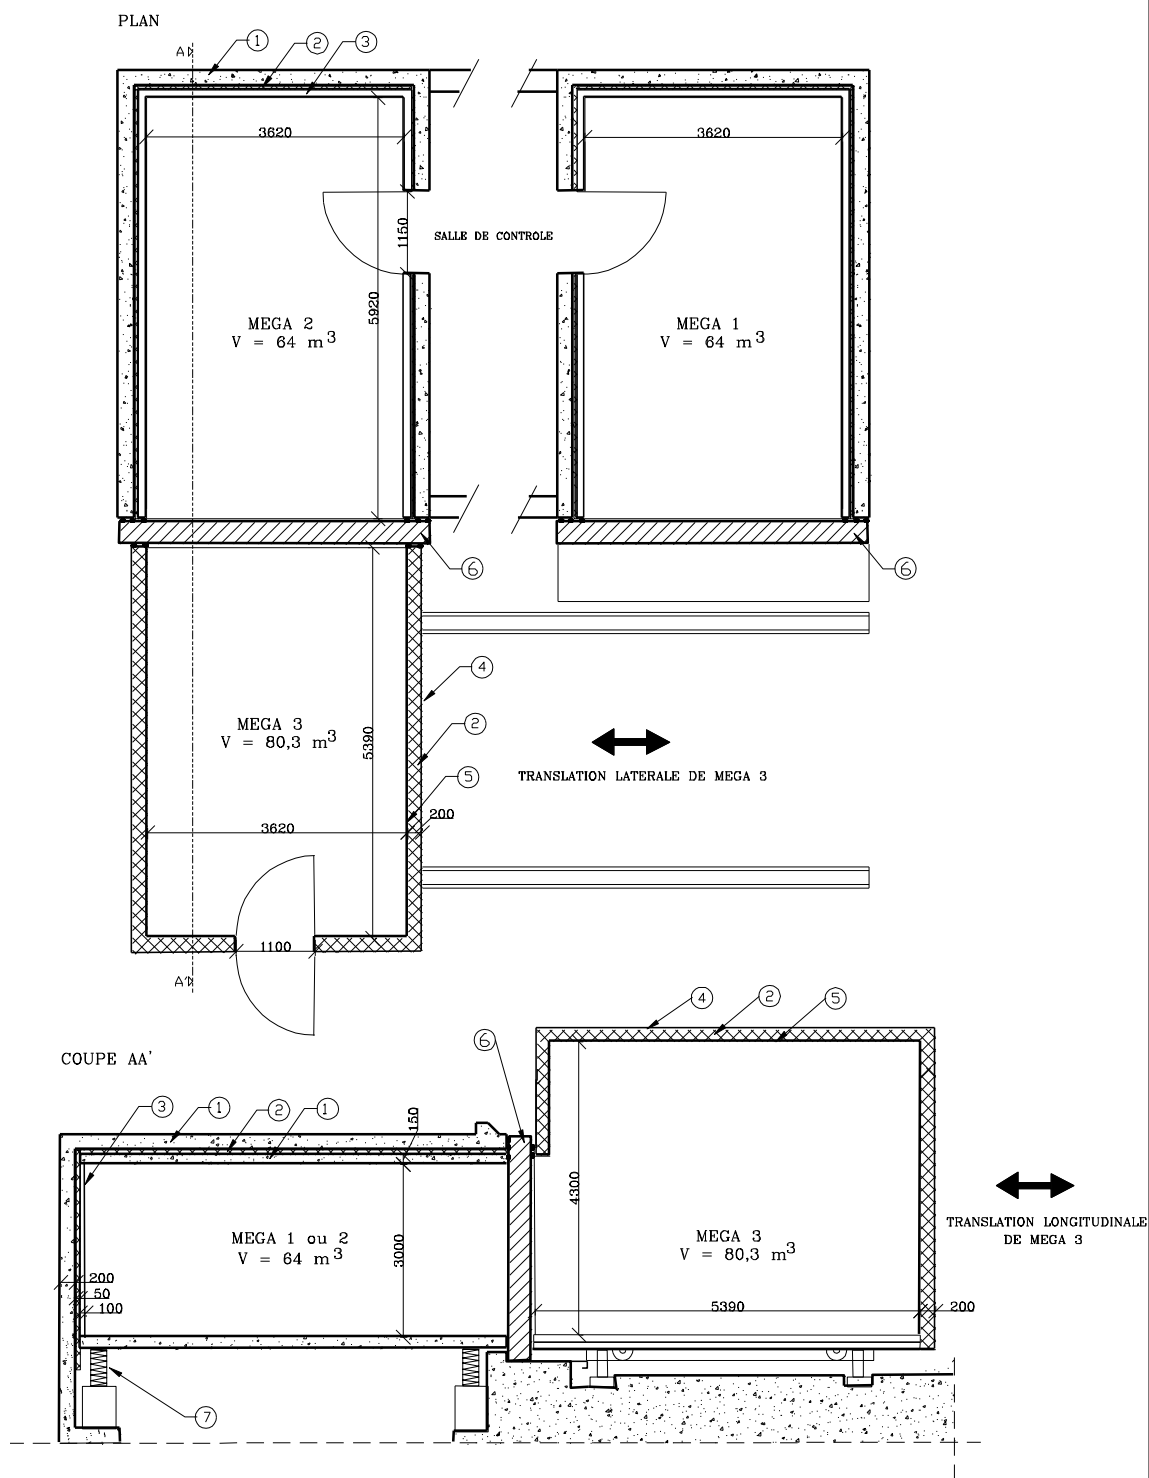 PLAN
A
1
2
3
3620
3620
1150
SALLE DE CONTROLE
5920
MEGA 2
V = 64 m3
MEGA 1
V = 64 m3
6
6
4
MEGA 3
V = 80,3 m3
5390
2
TRANSLATION LATERALE DE MEGA 3
5
200
3620
1100
A'
COUPE AA'
4
2
5
6
3
1
2
1
150
4300
MEGA 1 ou 2
V = 64 m3
3000
MEGA 3
V = 80,3 m3
TRANSLATION LONGITUDINALE
DE MEGA 3
200
50
100
5390
200
7